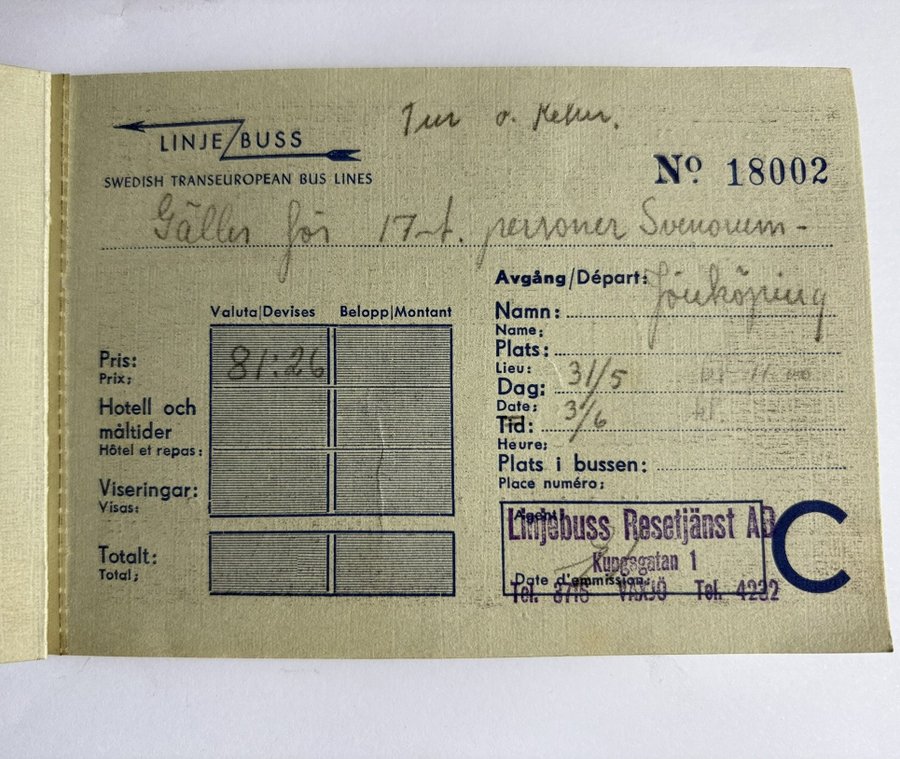 LINJE BUSS
SWEDISH TRANSEUROPEAN BUS LINES
Tur o. Retur.
Nº 18002
Gäller för 17-t. personer
Avgång/Départ:
Jönköping
Namn:
Name;
Plats:
Lieu;
Dag: 31/5
Date;
3/6
Tid:
Heure;
Plats i bussen:
Place numéro;
Valuta|Devises Belopp|Montant
Pris: 81:26
Prix;
Hotell och
måltider
Hôtel et repas;
Viseringar:
Visas;
Totalt:
Total;
Agent:
Linjebuss Resetjänst AB
Kungsgatan 1
Date d'emmission:
Tel. 3716 VÄXJÖ Tel. 4232
C